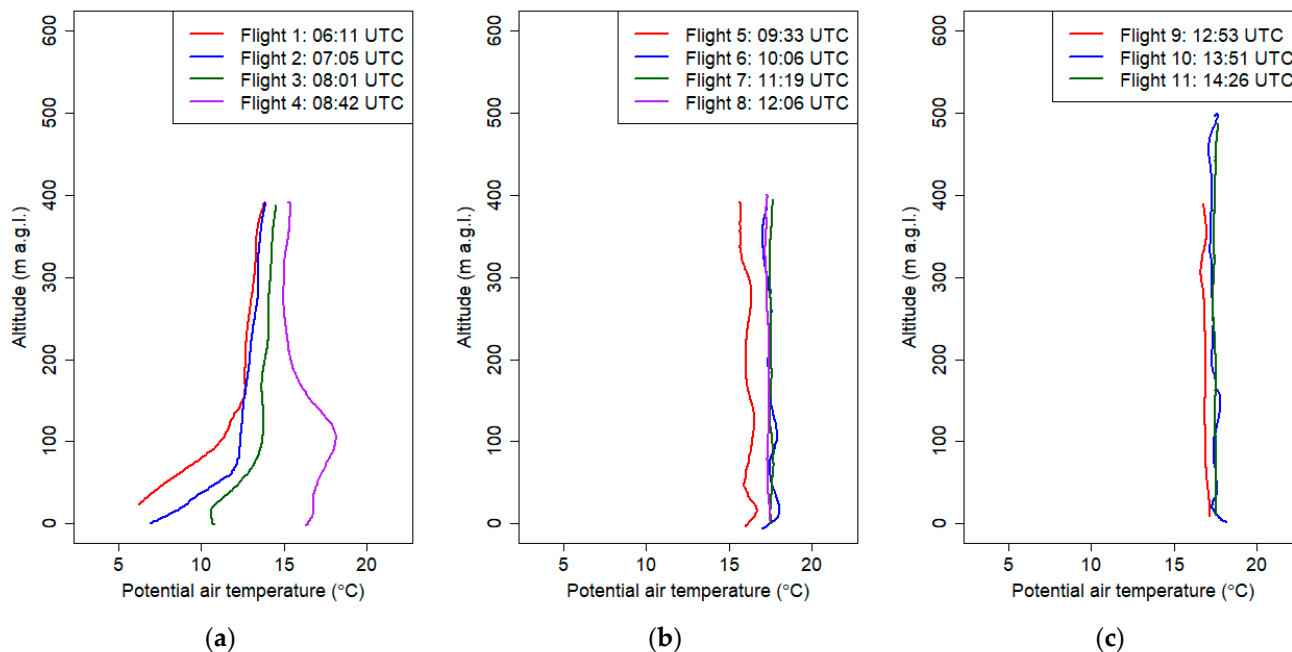 Flight 1: 06:11 UTC
Flight 2: 07:05 UTC
Flight 3: 08:01 UTC
Flight 4: 08:42 UTC
600
500
400
300
200
100
0
Altitude (m a.g.l.)
5 10 15 20
Potential air temperature (°C)
(a)
Flight 5: 09:33 UTC
Flight 6: 10:06 UTC
Flight 7: 11:19 UTC
Flight 8: 12:06 UTC
600
500
400
300
200
100
0
Altitude (m a.g.l.)
5 10 15 20
Potential air temperature (°C)
(b)
Flight 9: 12:53 UTC
Flight 10: 13:51 UTC
Flight 11: 14:26 UTC
600
500
400
300
200
100
0
Altitude (m a.g.l.)
5 10 15 20
Potential air temperature (°C)
(c)